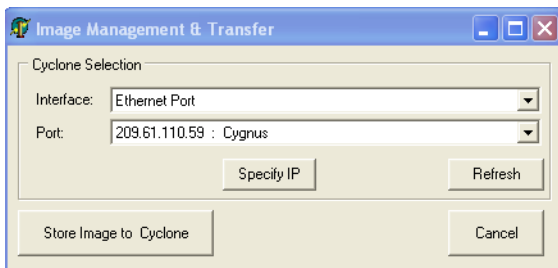 Image Management & Transfer
Cyclone Selection
Interface: Ethernet Port
Port: 209.61.110.59 : Cygnus
Specify IP Refresh
Store Image to Cyclone Cancel